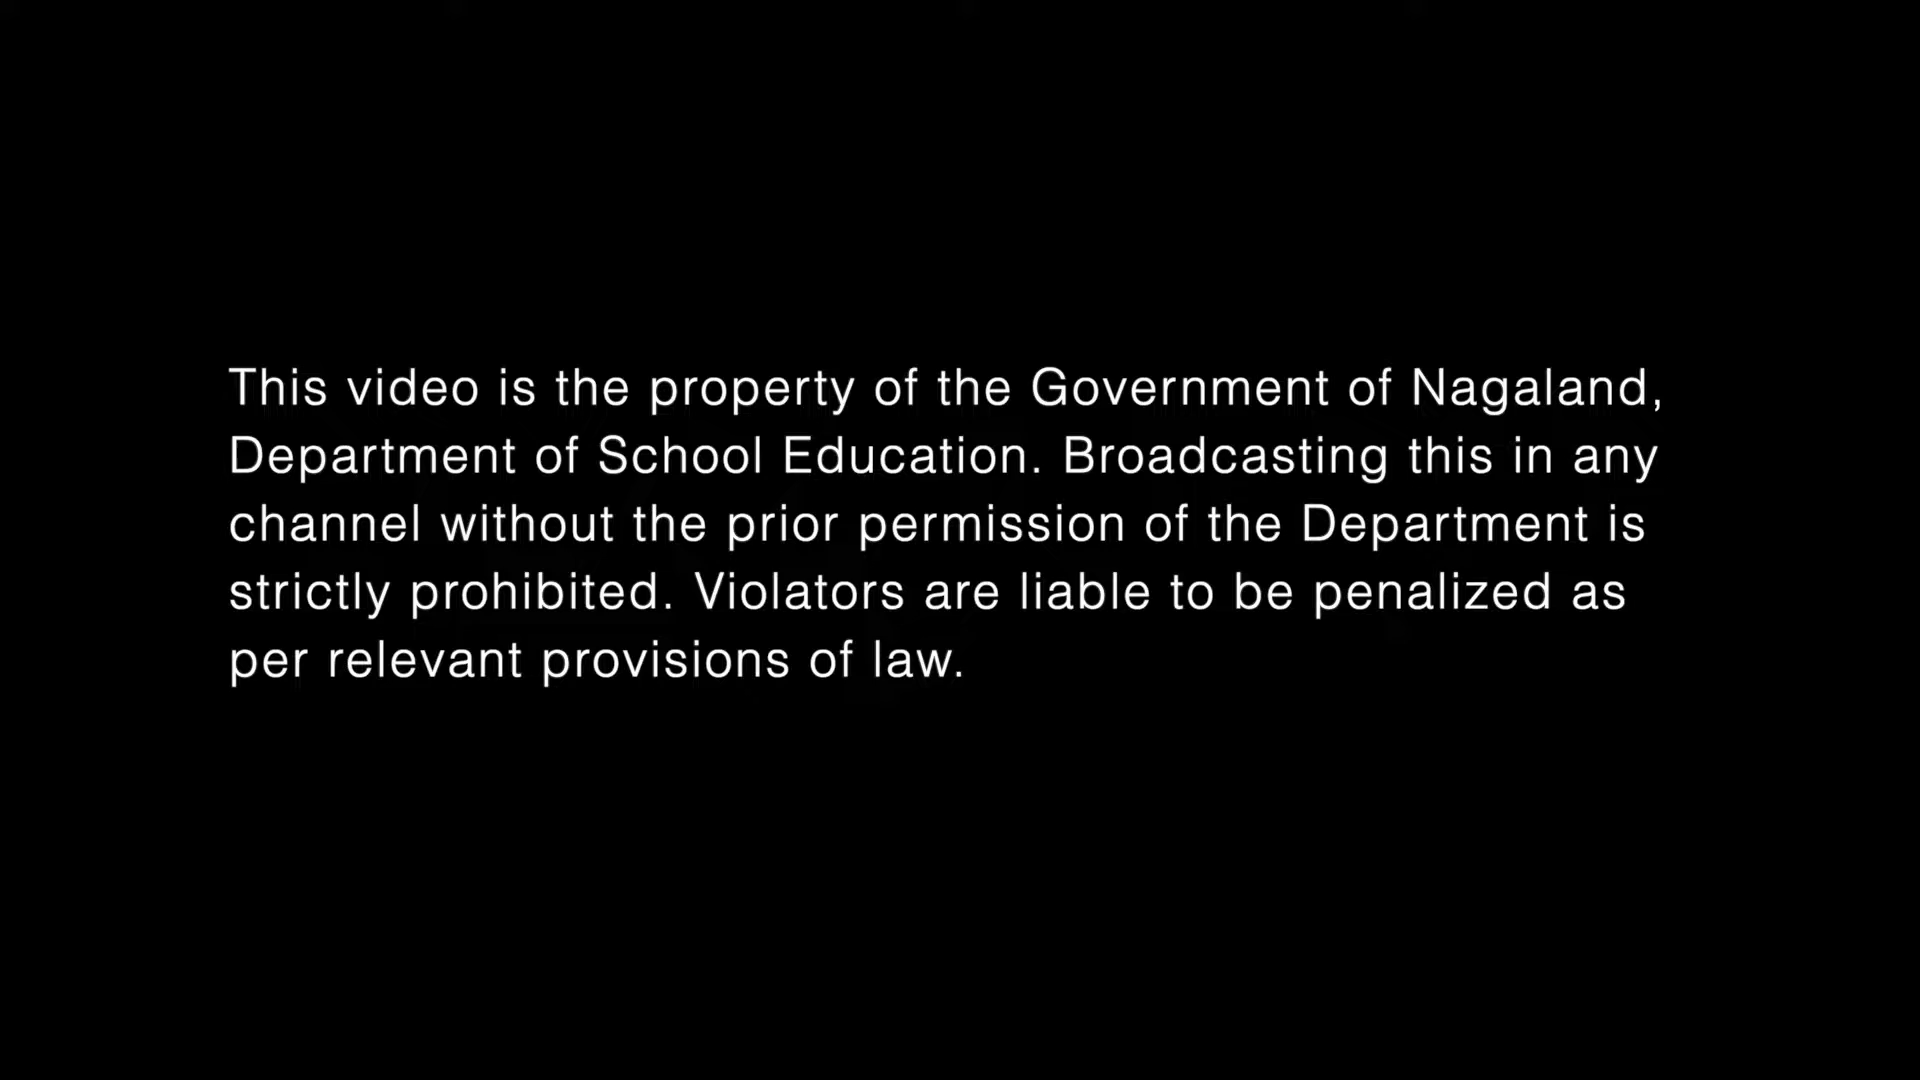 This video is the property of the Government of Nagaland,
Department of School Education. Broadcasting this in any
channel without the prior permission of the Department is
strictly prohibited. Violators are liable to be penalized as
per relevant provisions of law.